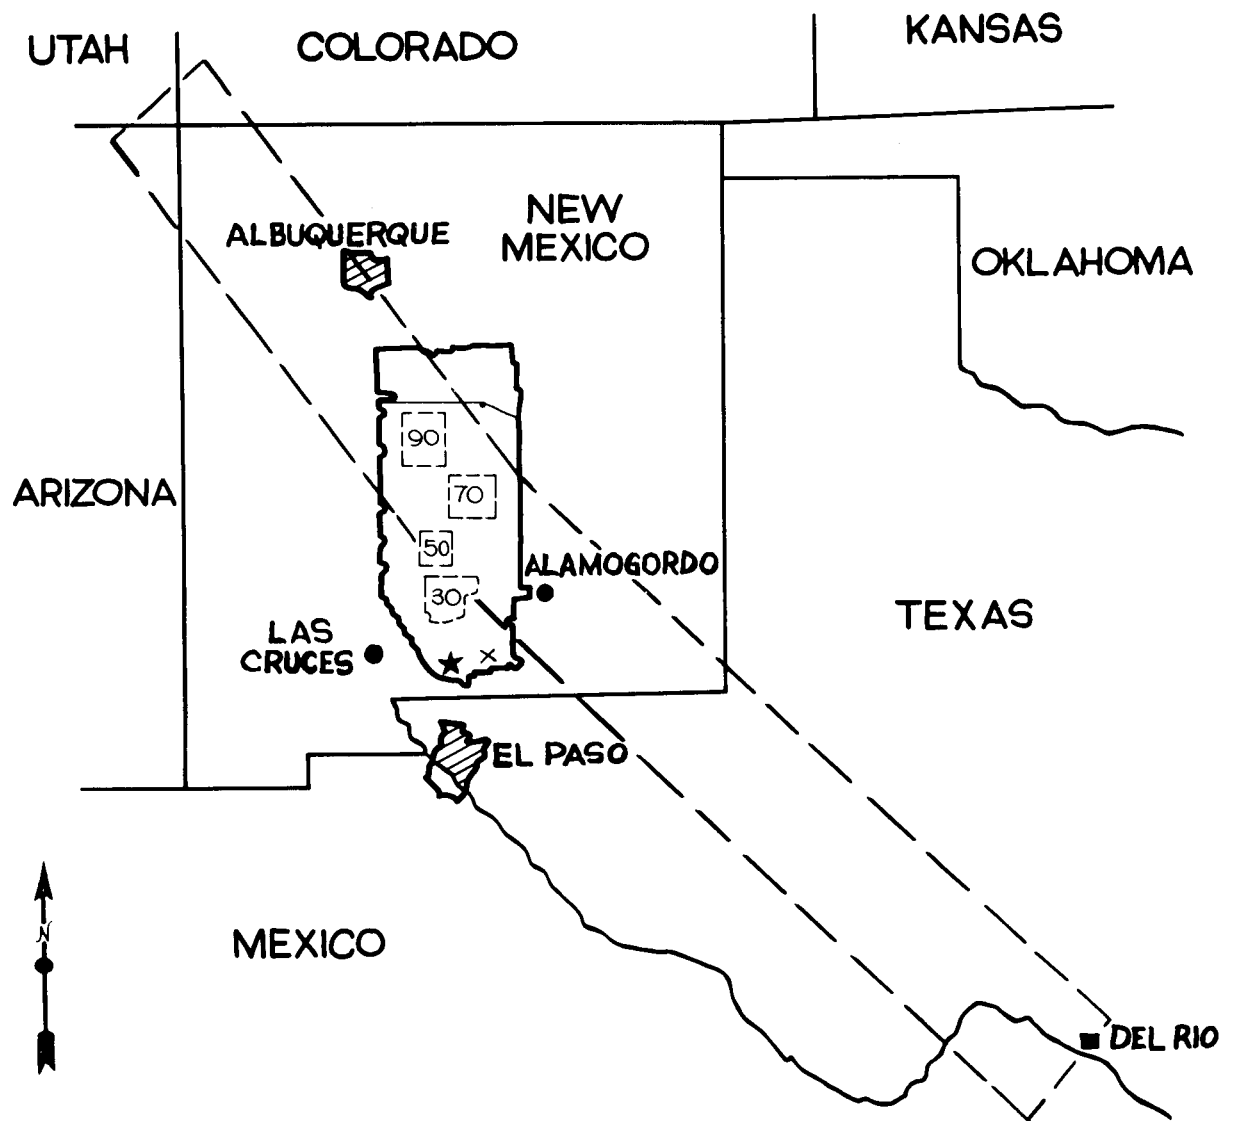 UTAH
COLORADO
KANSAS
NEW
MEXICO
ALBUQUERQUE
OKLAHOMA
90
70
ARIZONA
50
ALAMOGORDO
30
TEXAS
LAS
CRUCES
EL PASO
N
MEXICO
DEL RIO